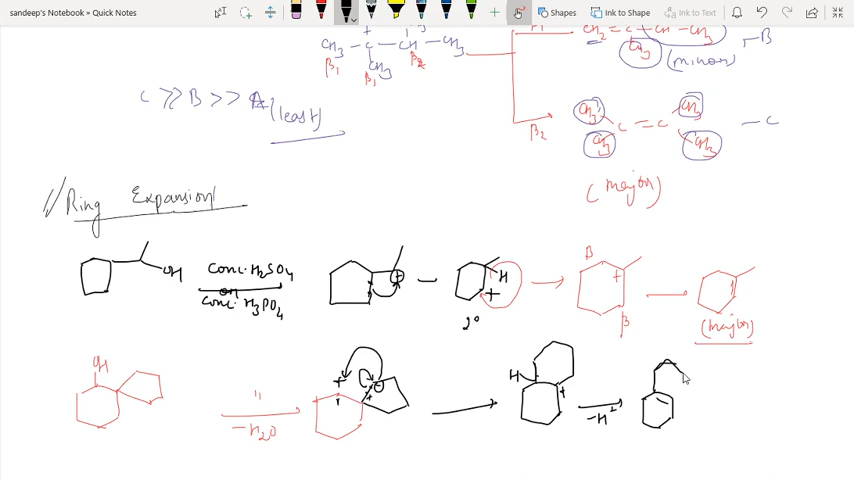 sandeep's Notebook » Quick Notes
Shapes
Ink to Shape
Ink to Text
CH3 - C - CH - CH3
+
β1
β2
CH3
β1
CH2 = C - CH - CH3
CH3
(minor)
B
C >> B >> A
(least)
β2
CH3
CH3
C = C
CH3
CH3
- C
(major)
// Ring Expansion
OH
Conc. H2SO4
or
Conc. H3PO4
+
H
+
2°
β
+
β
(major)
OH
"
-H2O
+
+
H
+
-H+